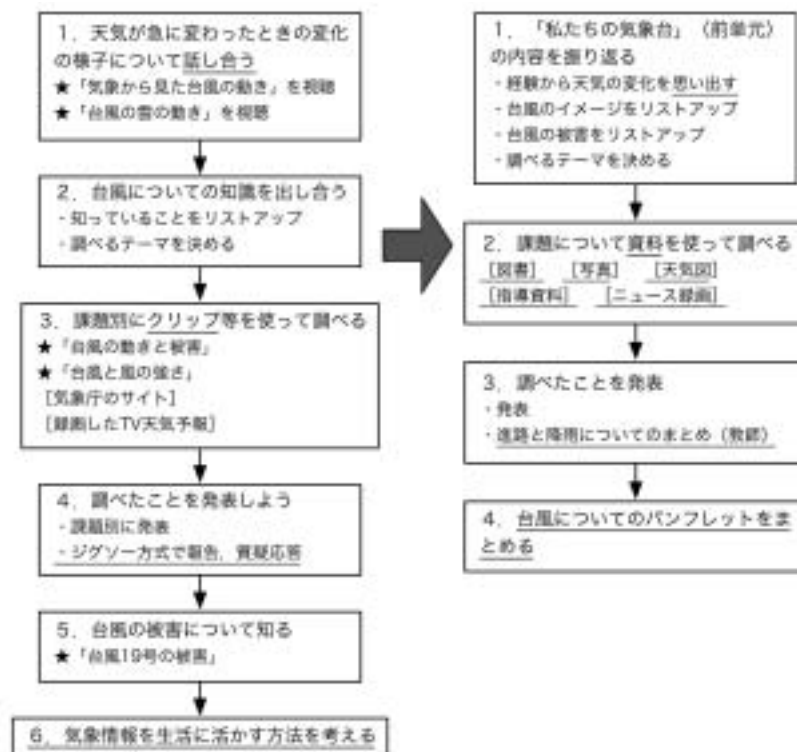 1．天気が急に変わったときの変化
の様子について話し合う
★「気象から見た台風の動き」を視聴
★「台風の雲の動き」を視聴
2．台風についての知識を出し合う
・知っていることをリストアップ
・調べるテーマを決める
3．課題別にクリップ等を使って調べる
★「台風の動きと被害」
★「台風と風の強さ」
［気象庁のサイト］
［録画したTV天気予報］
4．調べたことを発表しよう
・課題別に発表
・ジグソー方式で報告，質疑応答
5．台風の被害について知る
★「台風19号の被害」
6．気象情報を生活に活かす方法を考える
1．「私たちの気象台」（前単元）
の内容を振り返る
・経験から天気の変化を思い出す
・台風のイメージをリストアップ
・台風の被害をリストアップ
・調べるテーマを決める
2．課題について資料を使って調べる
［図書］ ［写真］ ［天気図］
［指導資料］ ［ニュース録画］
3．調べたことを発表
・発表
・進路と降雨についてのまとめ（教師）
4．台風についてのパンフレットをま
とめる